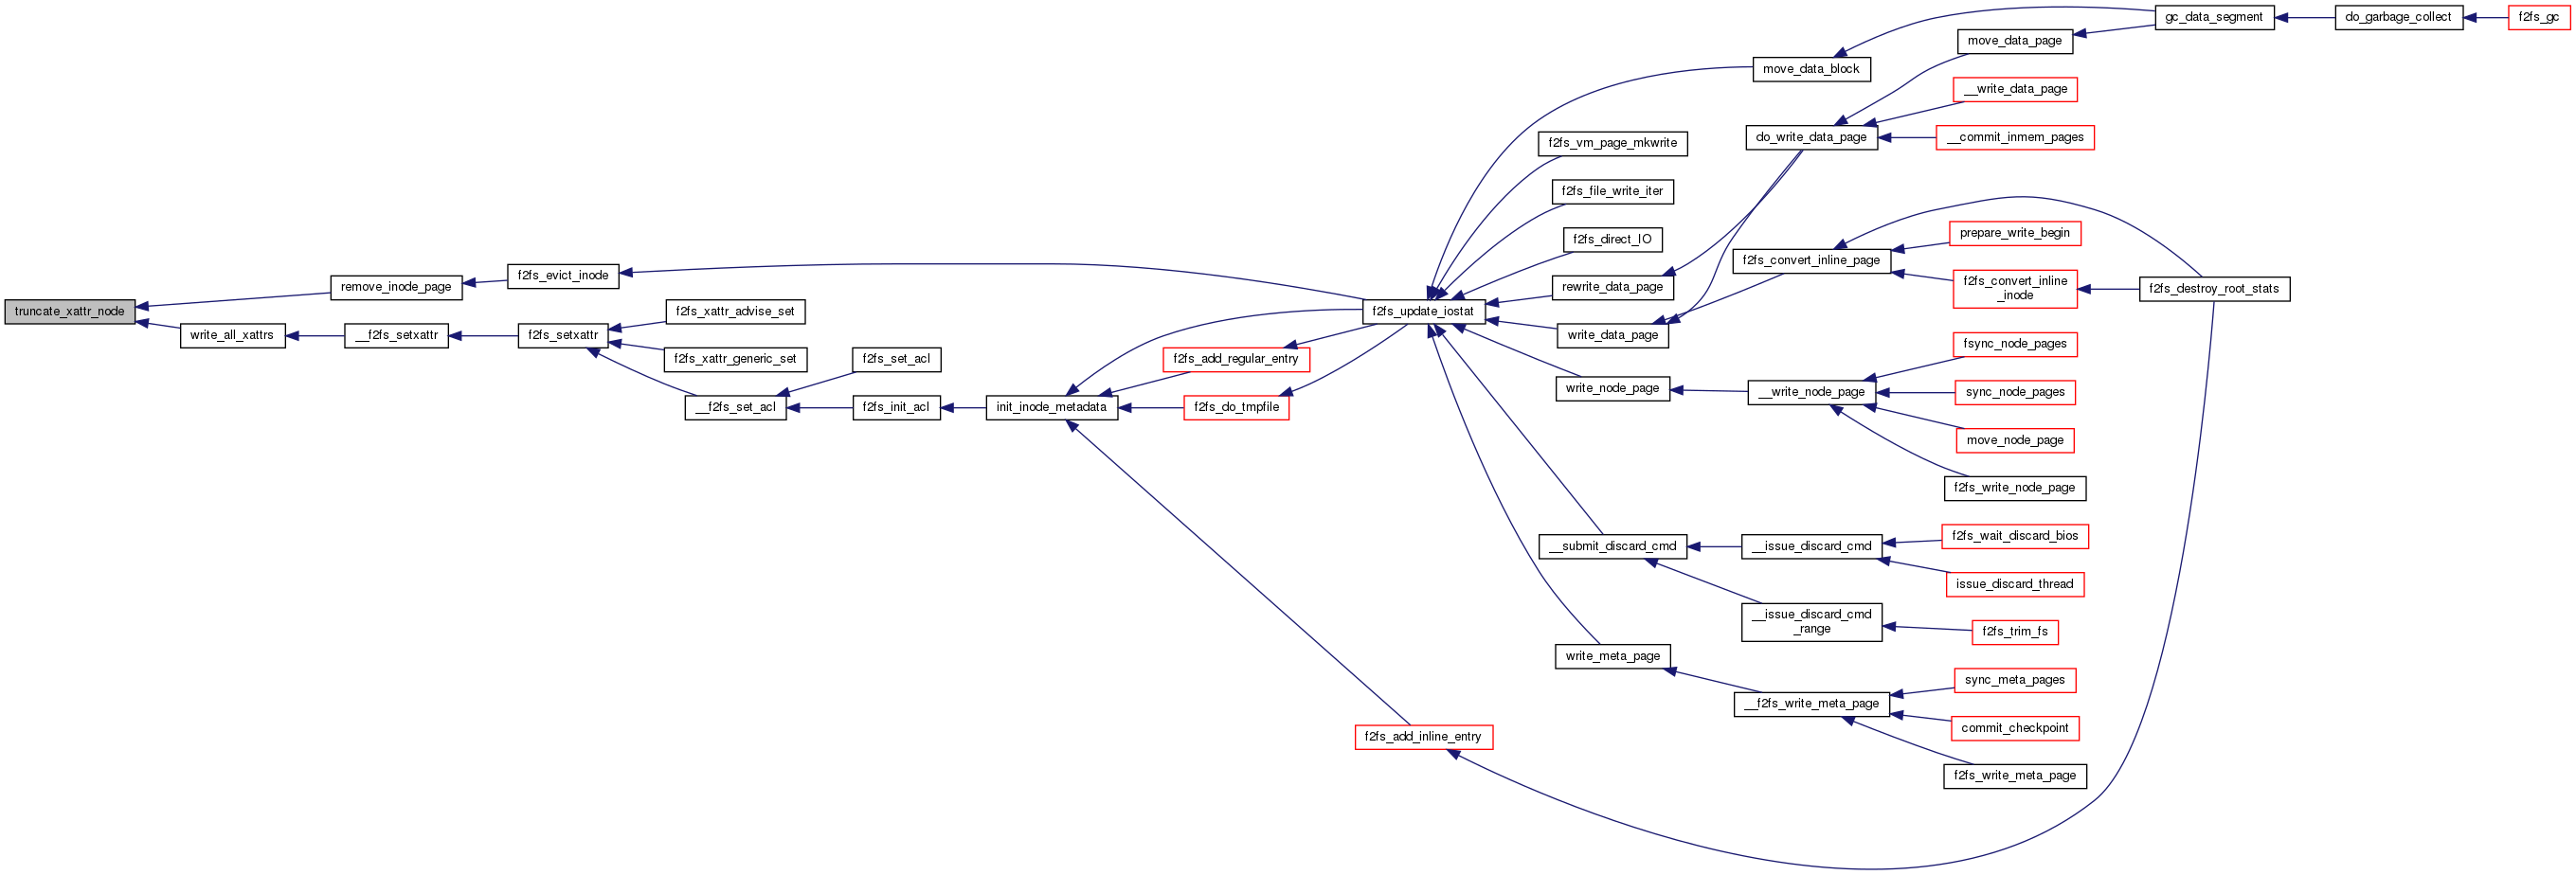 truncate_xattr_node
remove_inode_page
write_all_xattrs
f2fs_evict_inode
__f2fs_setxattr
f2fs_setxattr
f2fs_xattr_advise_set
f2fs_xattr_generic_set
__f2fs_set_acl
f2fs_set_acl
f2fs_init_acl
init_inode_metadata
f2fs_add_regular_entry
f2fs_do_tmpfile
f2fs_add_inline_entry
f2fs_update_iostat
f2fs_vm_page_mkwrite
f2fs_file_write_iter
f2fs_direct_IO
rewrite_data_page
write_data_page
write_node_page
__submit_discard_cmd
write_meta_page
move_data_block
do_write_data_page
f2fs_convert_inline_page
__write_node_page
__issue_discard_cmd
__issue_discard_cmd
_range
__f2fs_write_meta_page
move_data_page
__write_data_page
__commit_inmem_pages
prepare_write_begin
f2fs_convert_inline
_inode
fsync_node_pages
sync_node_pages
move_node_page
f2fs_write_node_page
f2fs_wait_discard_bios
issue_discard_thread
f2fs_trim_fs
sync_meta_pages
commit_checkpoint
f2fs_write_meta_page
gc_data_segment
f2fs_destroy_root_stats
do_garbage_collect
f2fs_gc